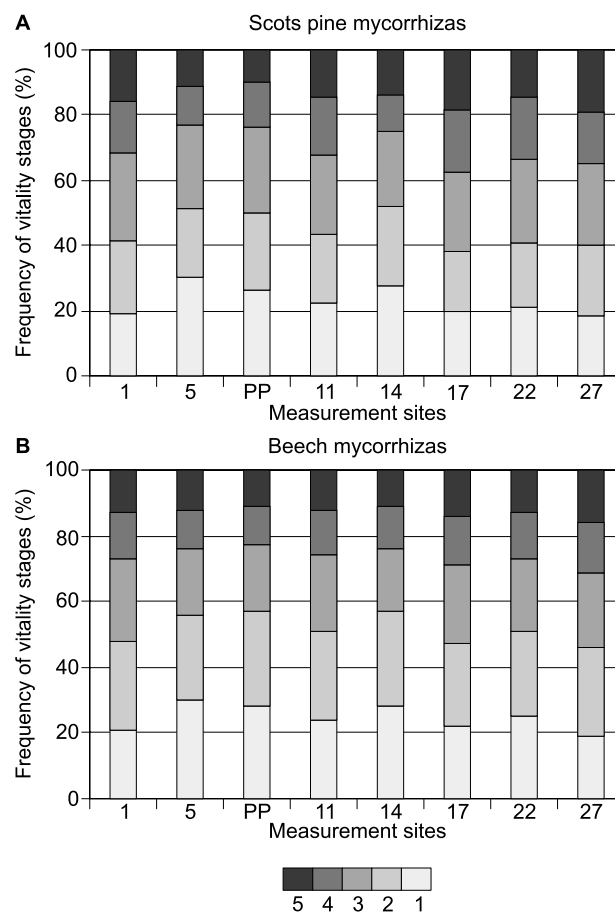 A
Scots pine mycorrhizas
Frequency of vitality stages (%)
100
80
60
40
20
0
1 5 PP 11 14 17 22 27
Measurement sites
B
Beech mycorrhizas
Frequency of vitality stages (%)
100
80
60
40
20
0
1 5 PP 11 14 17 22 27
Measurement sites
5 4 3 2 1